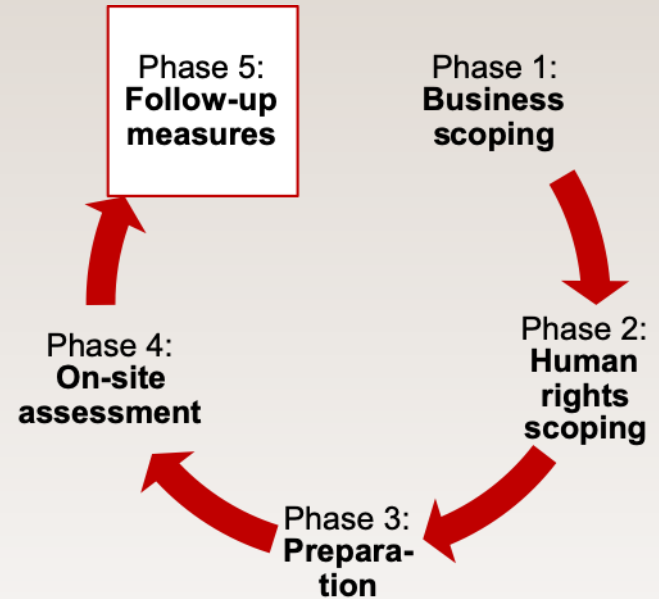 Phase 1:
Business
scoping
Phase 2:
Human
rights
scoping
Phase 3:
Prepara-
tion
Phase 4:
On-site
assessment
Phase 5:
Follow-up
measures